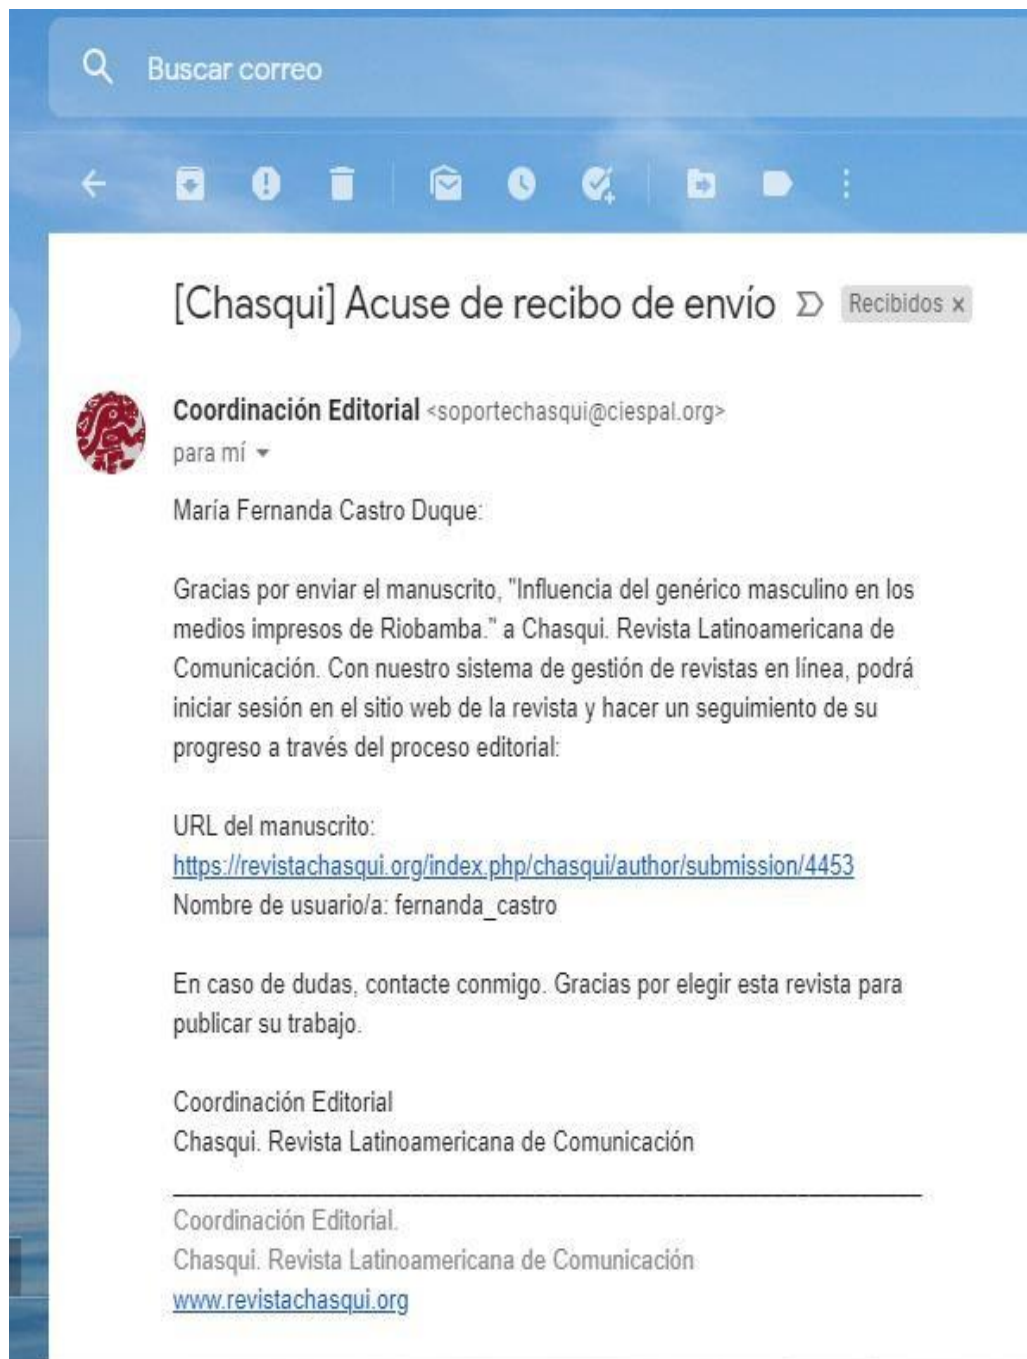 Buscar correo
[Chasqui] Acuse de recibo de envío Recibidos x
Coordinación Editorial <soportechasqui@ciespal.org>
para mí
María Fernanda Castro Duque:
Gracias por enviar el manuscrito, "Influencia del genérico masculino en los
medios impresos de Riobamba." a Chasqui. Revista Latinoamericana de
Comunicación. Con nuestro sistema de gestión de revistas en línea, podrá
iniciar sesión en el sitio web de la revista y hacer un seguimiento de su
progreso a través del proceso editorial:
URL del manuscrito:
https://revistachasqui.org/index.php/chasqui/author/submission/4453
Nombre de usuario/a: fernanda_castro
En caso de dudas, contacte conmigo. Gracias por elegir esta revista para
publicar su trabajo.
Coordinación Editorial
Chasqui. Revista Latinoamericana de Comunicación
Coordinación Editorial.
Chasqui. Revista Latinoamericana de Comunicación
www.revistachasqui.org